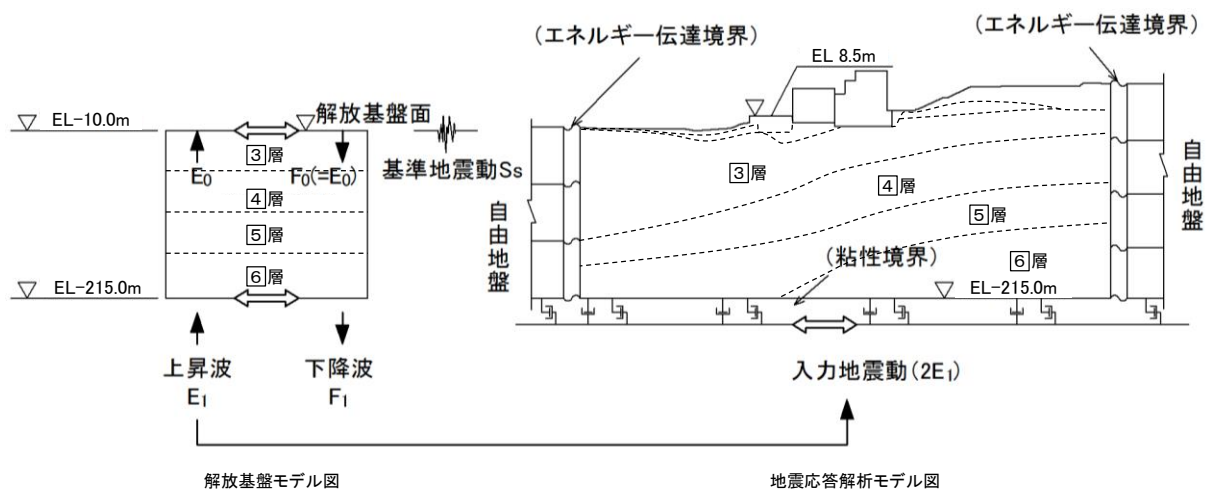 (エネルギー伝達境界)
(エネルギー伝達境界)
EL 8.5m
EL-10.0m
解放基盤面
3層
E₀
F₀(=E₀)
基準地震動Ss
4層
5層
6層
EL-215.0m
上昇波
E₁
下降波
F₁
自由地盤
3層
4層
5層
6層
(粘性境界)
EL-215.0m
自由地盤
入力地震動(2E₁)
解放基盤モデル図
地震応答解析モデル図